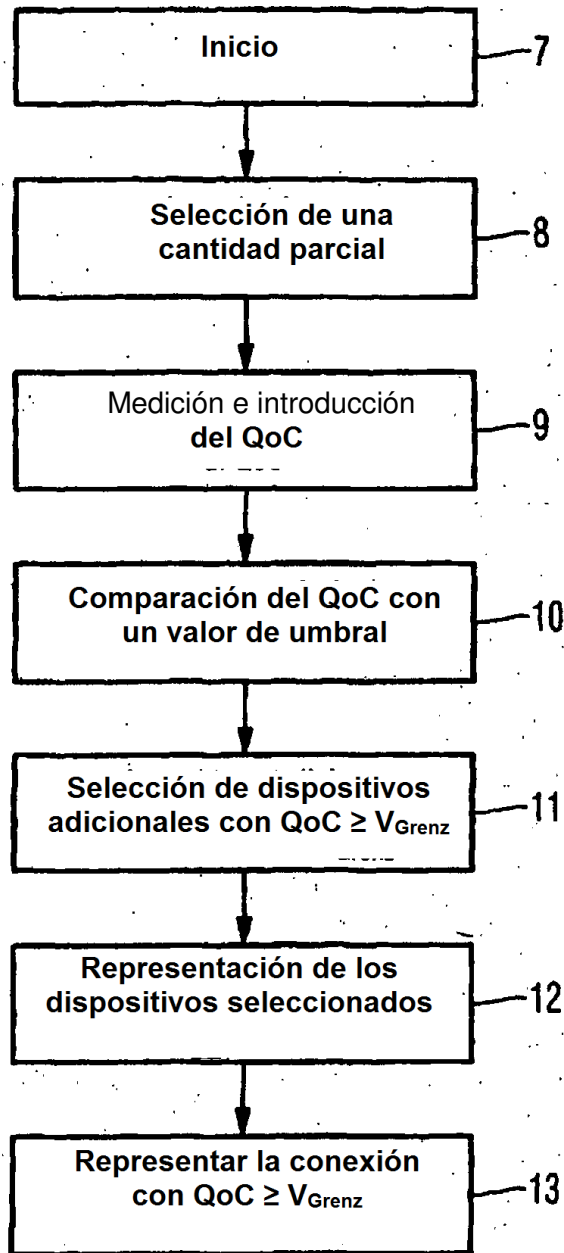 Inicio
7
Selección de una
cantidad parcial
8
Medición e introducción
del QoC
9
Comparación del QoC con
un valor de umbral
10
Selección de dispositivos
adicionales con QoC ≥ VGrenz
11
Representación de los
dispositivos seleccionados
12
Representar la conexión
con QoC ≥ VGrenz
13